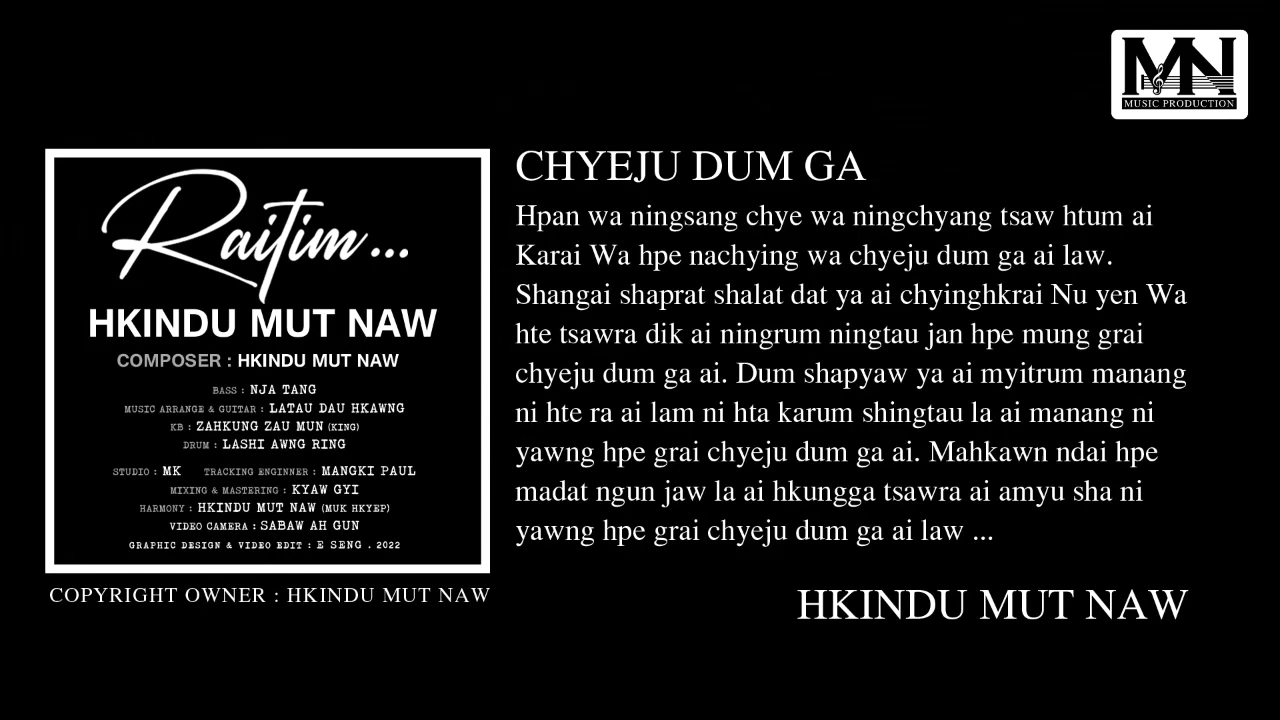 MN
MUSIC PRODUCTION
Raitim...
HKINDU MUT NAW
COMPOSER : HKINDU MUT NAW
BASS : NJA TANG
MUSIC ARRANGE & GUITAR : LATAU DAU HKAWNG
KB : ZAHKUNG ZAU MUN (KING)
DRUM : LASHI AWNG RING
STUDIO : MK TRACKING ENGINNER : MANGKI PAUL
MIXING & MASTERING : KYAW GYI
HARMONY : HKINDU MUT NAW (MUK HKYEP)
VIDEO CAMERA : SABAW AH GUN
GRAPHIC DESIGN & VIDEO EDIT : E SENG . 2022
COPYRIGHT OWNER : HKINDU MUT NAW
CHYEJU DUM GA
Hpan wa ningsang chye wa ningchyang tsaw htum ai
Karai Wa hpe nachying wa chyeju dum ga ai law.
Shangai shaprat shalat dat ya ai chyinghkrai Nu yen Wa
hte tsawra dik ai ningrum ningtau jan hpe mung grai
chyeju dum ga ai. Dum shapyaw ya ai myitrum manang
ni hte ra ai lam ni hta karum shingtau la ai manang ni
yawng hpe grai chyeju dum ga ai. Mahkawn ndai hpe
madat ngun jaw la ai hkungga tsawra ai amyu sha ni
yawng hpe grai chyeju dum ga ai law ...
HKINDU MUT NAW